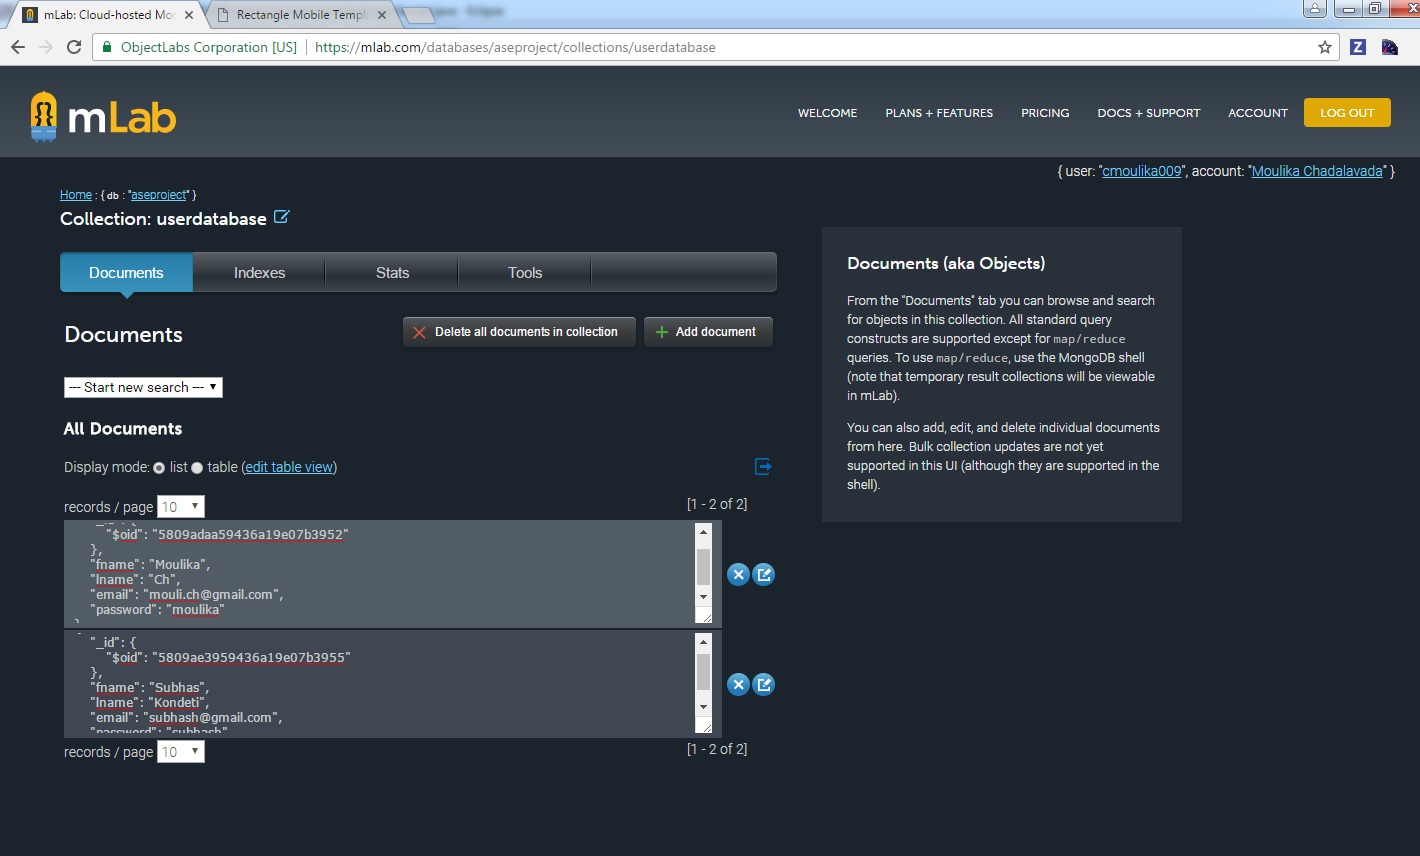 mLab: Cloud-hosted Mo
Rectangle Mobile Templ
Eclipse
ObjectLabs Corporation [US]
https://mlab.com/databases/aseproject/collections/userdatabase
Z
mLab
WELCOME
PLANS + FEATURES
PRICING
DOCS + SUPPORT
ACCOUNT
LOG OUT
{ user: "cmoulika009", account: "Moulika Chadalavada" }
Home : { db : "aseproject" }
Collection: userdatabase
Documents
Indexes
Stats
Tools
Documents
Delete all documents in collection
Add document
--- Start new search ---
All Documents
Display mode: list table (edit table view)
records / page 10
[1 - 2 of 2]
"_id": {
"$oid": "5809adaa59436a19e07b3952"
},
"fname": "Moulika",
"lname": "Ch",
"email": "mouli.ch@gmail.com",
"password": "moulika"
}
"_id": {
"$oid": "5809ae3959436a19e07b3955"
},
"fname": "Subhas",
"lname": "Kondeti",
"email": "subhash@gmail.com",
"password": "subhash"
records / page 10
[1 - 2 of 2]
Documents (aka Objects)
From the "Documents" tab you can browse and search
for objects in this collection. All standard query
constructs are supported except for map/reduce
queries. To use map/reduce, use the MongoDB shell
(note that temporary result collections will be viewable
in mLab).
You can also add, edit, and delete individual documents
from here. Bulk collection updates are not yet
supported in this UI (although they are supported in the
shell).